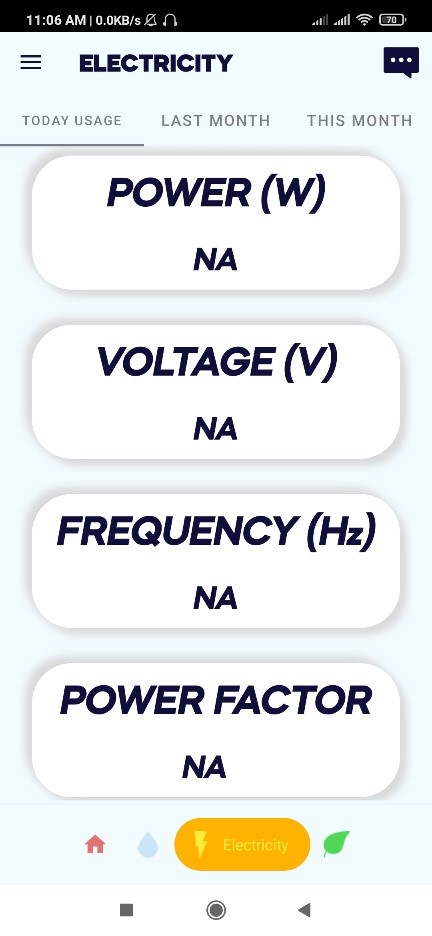 11:06 AM | 0.0KB/s 70
ELECTRICITY
TODAY USAGE LAST MONTH THIS MONTH
POWER (W)
NA
VOLTAGE (V)
NA
FREQUENCY (Hz)
NA
POWER FACTOR
NA
Electricity